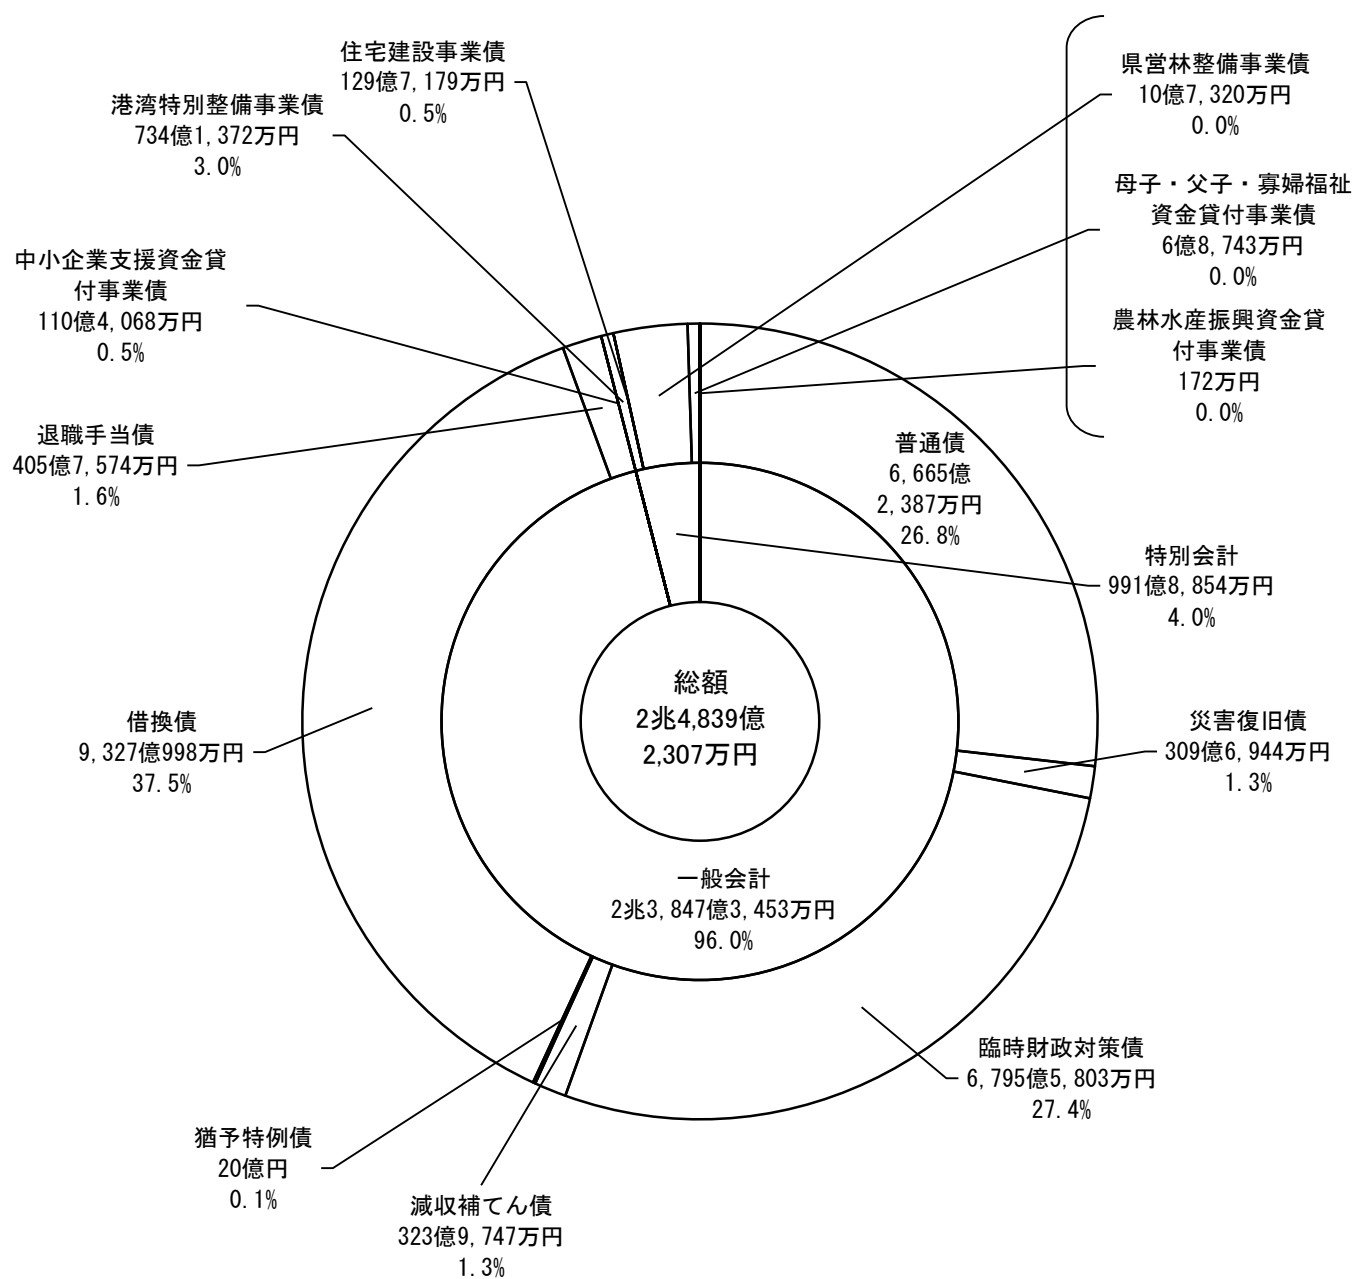 住宅建設事業債
129億7,179万円
0.5%
港湾特別整備事業債
734億1,372万円
3.0%
中小企業支援資金貸
付事業債
110億4,068万円
0.5%
退職手当債
405億7,574万円
1.6%
県営林整備事業債
10億7,320万円
0.0%
母子・父子・寡婦福祉
資金貸付事業債
6億8,743万円
0.0%
農林水産振興資金貸
付事業債
172万円
0.0%
普通債
6,665億
2,387万円
26.8%
特別会計
991億8,854万円
4.0%
総額
2兆4,839億
2,307万円
借換債
9,327億998万円
37.5%
災害復旧債
309億6,944万円
1.3%
一般会計
2兆3,847億3,453万円
96.0%
臨時財政対策債
6,795億5,803万円
27.4%
猶予特例債
20億円
0.1%
減収補てん債
323億9,747万円
1.3%